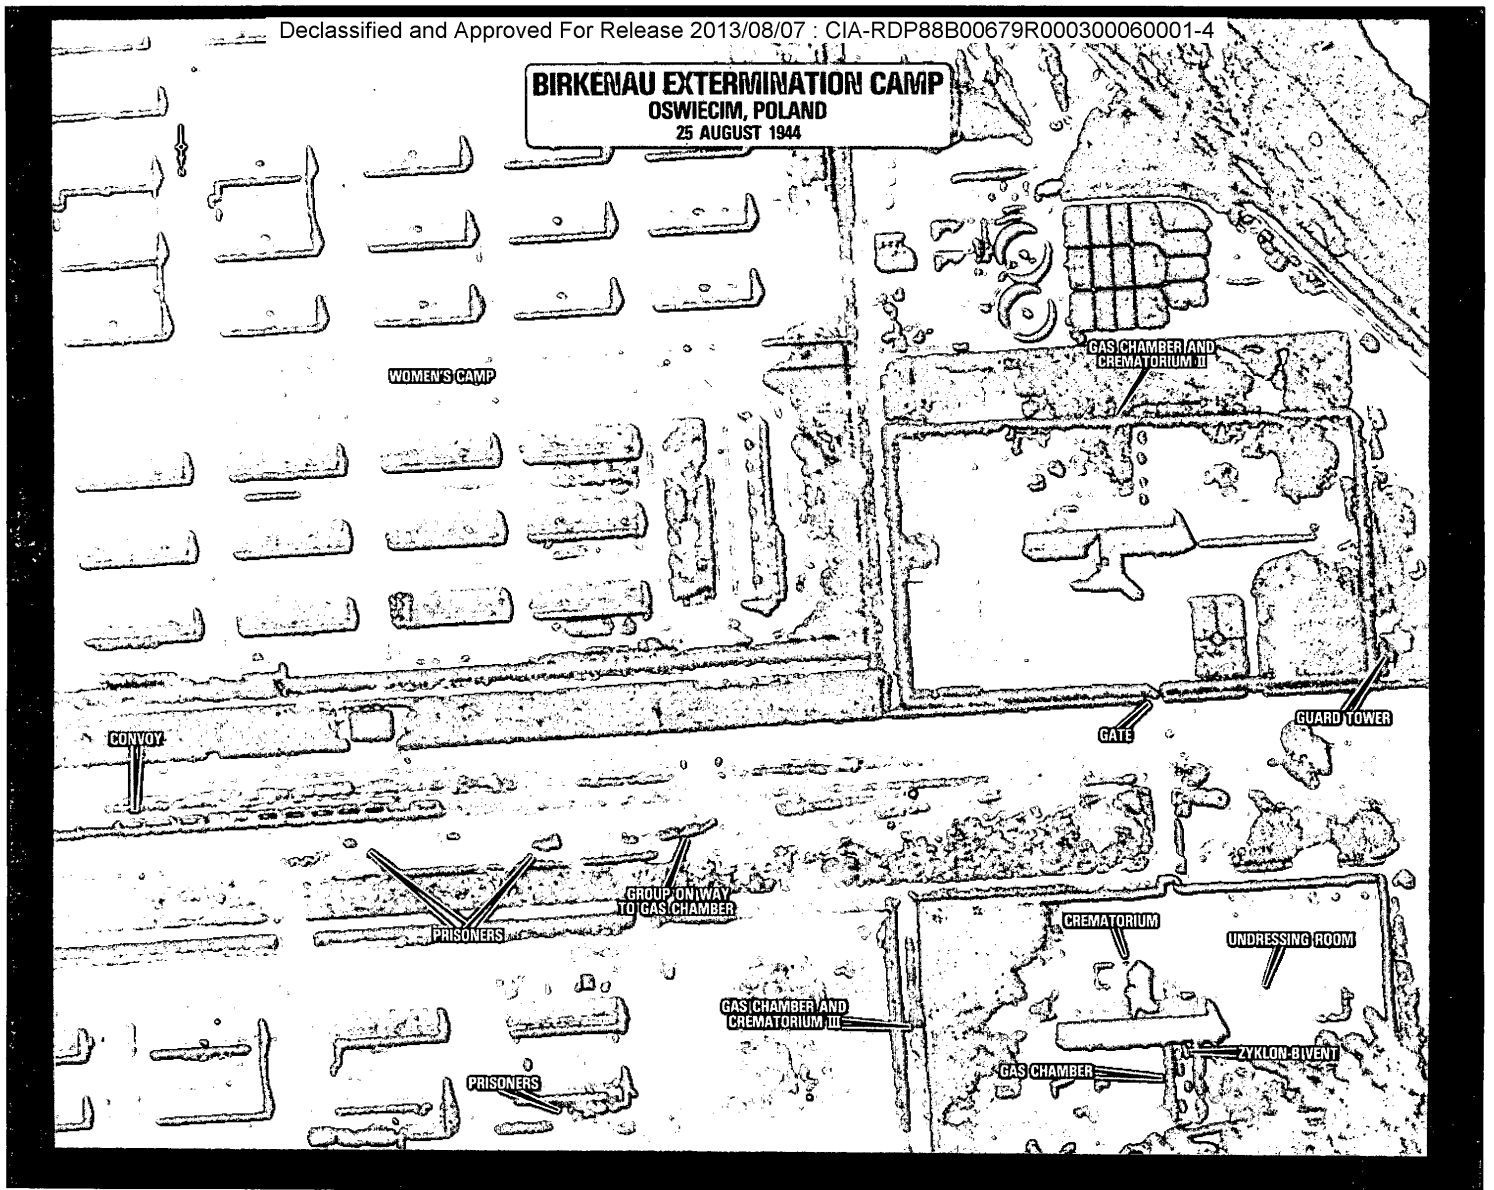 Declassified and Approved For Release 2013/08/07 : CIA-RDP88B00679R000300060001-4
BIRKENAU EXTERMINATION CAMP
OSWIECIM, POLAND
25 AUGUST 1944
GAS CHAMBER AND
CREMATORIUM II
WOMEN'S CAMP
GUARD TOWER
GATE
CONVOY
GROUP ON WAY
TO GAS CHAMBER
PRISONERS
CREMATORIUM
UNDRESSING ROOM
GAS CHAMBER AND
CREMATORIUM III
ZYKLON-B VENT
GAS CHAMBER
PRISONERS